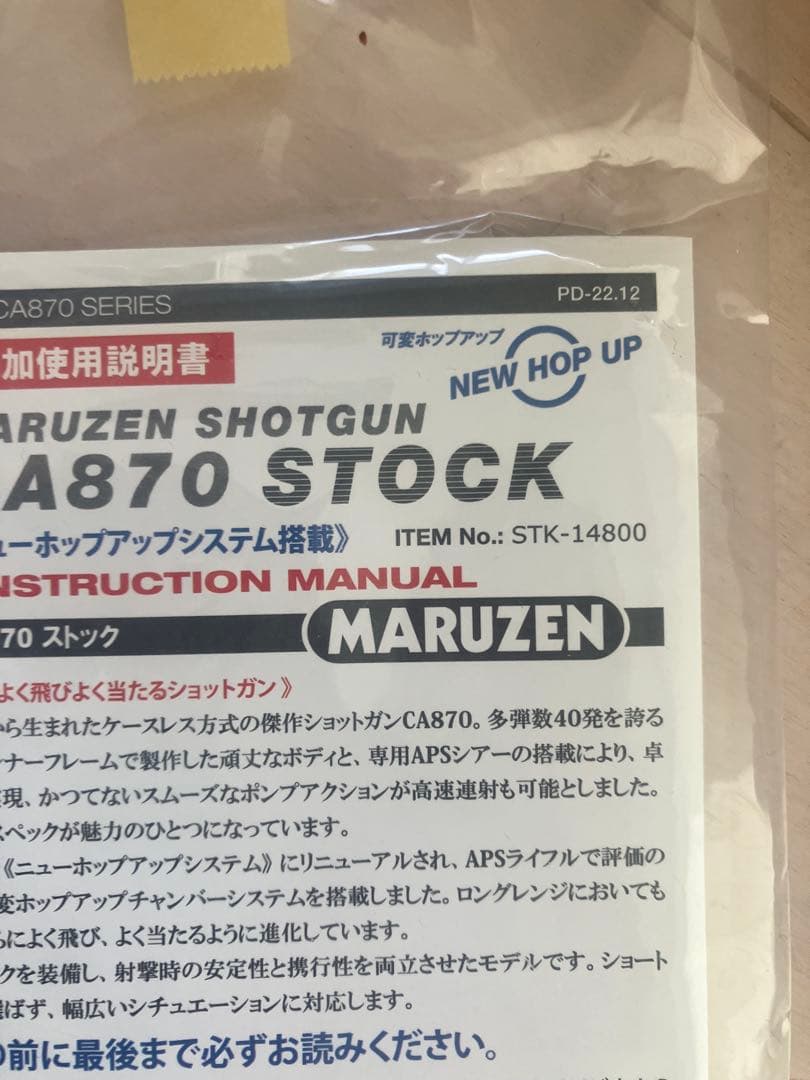 CA870 SERIES
PD-22.12
加使用説明書
可変ホップアップ
NEW HOP UP
ARUZEN SHOTGUN
A870 STOCK
ューホップアップシステム搭載》
ITEM No.: STK-14800
NSTRUCTION MANUAL
70 ストック
MARUZEN
よく飛びよく当たるショットガン 》
ら生まれたケースレス方式の傑作ショットガンCA870。多弾数40発を誇る
ナーフレームで製作した頑丈なボディと、専用APSシアーの搭載により、卓
現、かつてないスムーズなポンプアクションが高速連射も可能としました。
スペックが魅力のひとつになっています。
《ニューホップアップシステム》にリニューアルされ、APSライフルで評価の
変ホップアップチャンバーシステムを搭載しました。ロングレンジにおいても
らによく飛び、よく当たるように進化しています。
クを装備し、射撃時の安定性と携行性を両立させたモデルです。ショート
ばず、幅広いシチュエーションに対応します。
の前に最後まで必ずお読みください。